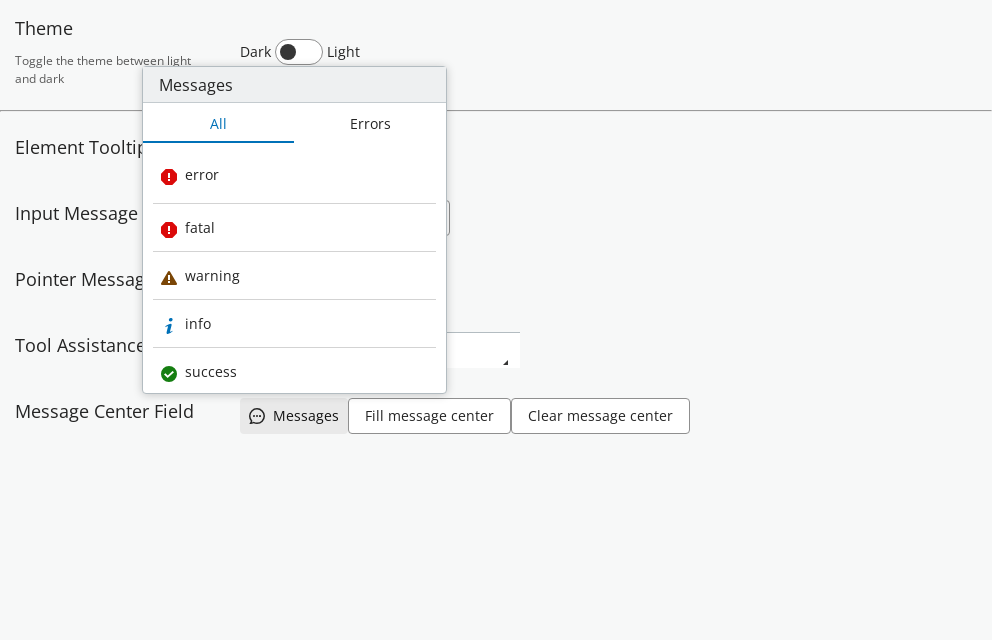 Theme
Toggle the theme between light
and dark
Dark
Light
Messages
All
Errors
error
fatal
warning
info
success
Element Tooltip
Input Message
Pointer Messag
Tool Assistance
Message Center Field
Messages
Fill message center
Clear message center